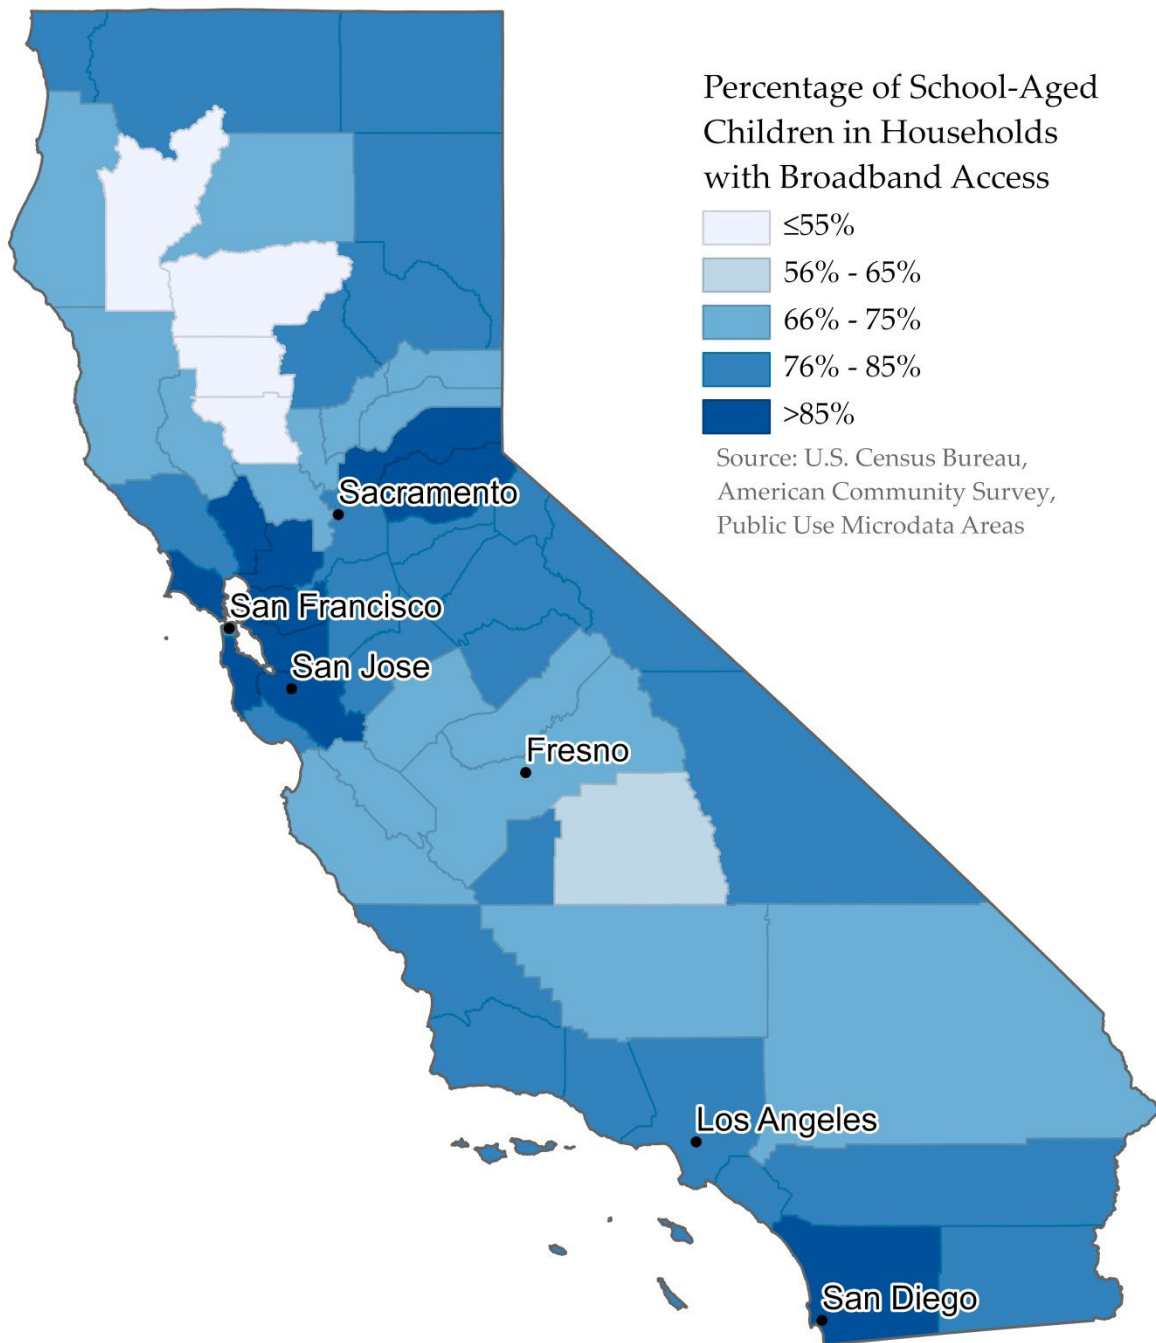 Percentage of School-Aged
Children in Households
with Broadband Access
≤55%
56% - 65%
66% - 75%
76% - 85%
>85%
Source: U.S. Census Bureau,
American Community Survey,
Public Use Microdata Areas
Sacramento
San Francisco
San Jose
Fresno
Los Angeles
San Diego